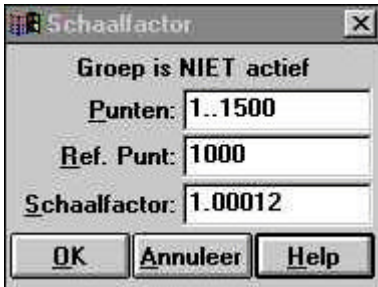 Schaalfactor
Groep is NIET actief
Punten: 1..1500
Ref. Punt: 1000
Schaalfactor: 1.00012
OK Annuleer Help